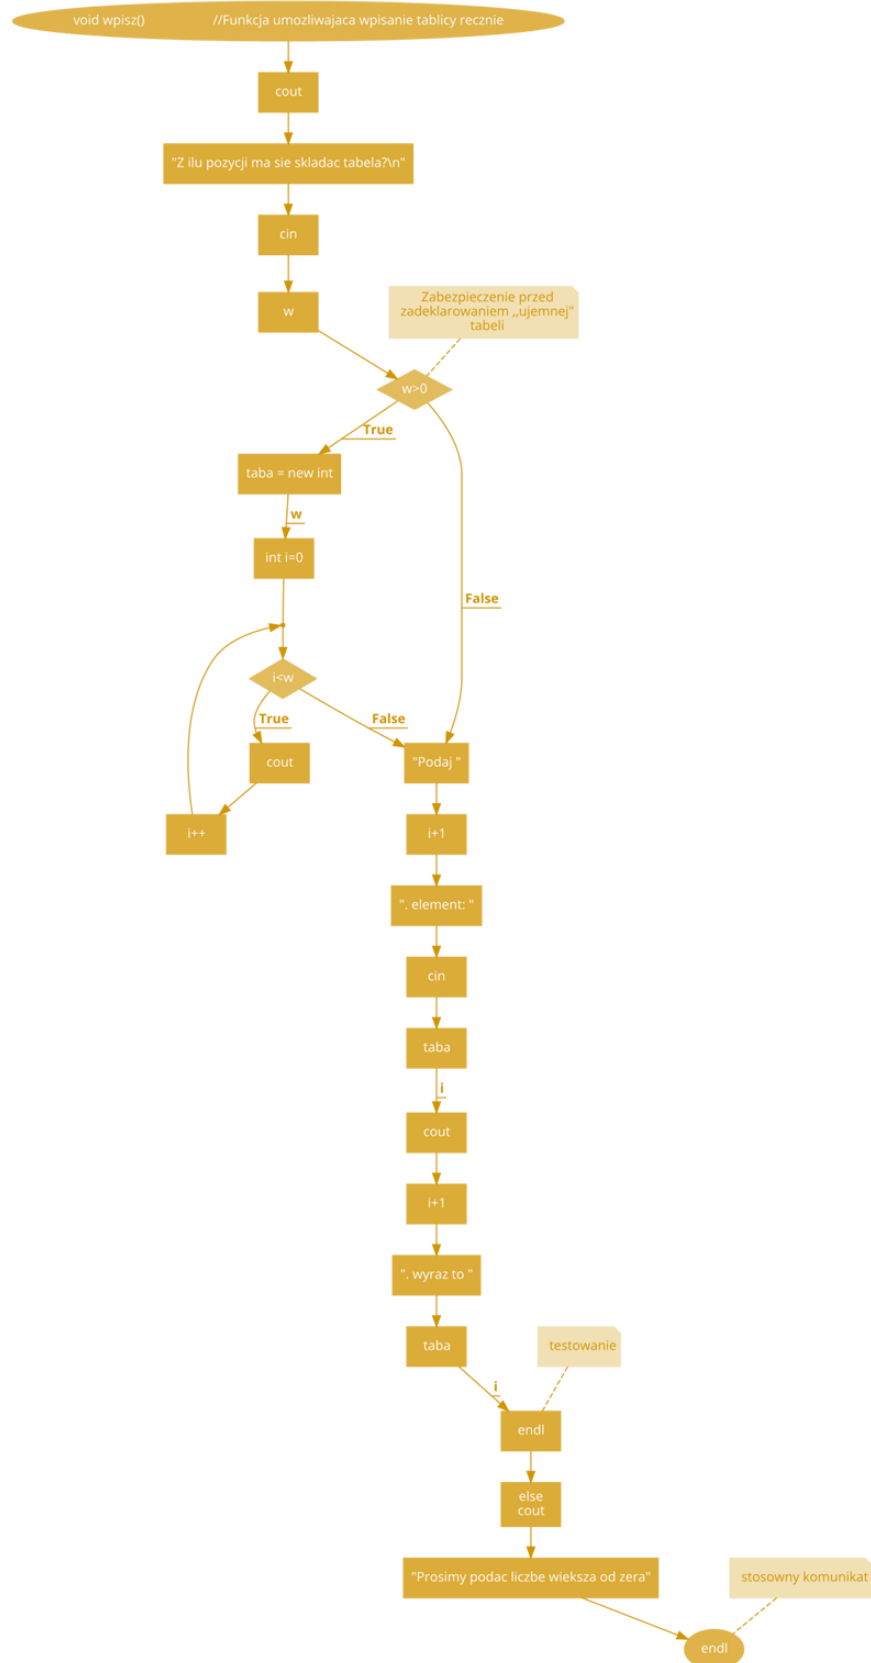 void wpisz() //Funkcja umozliwajaca wpisanie tablicy recznie
cout
"Z ilu pozycji ma sie skladac tabela?\n"
cin
w
Zabezpieczenie przed
zadeklarowaniem ,,ujemnej"
tabeli
w>0
True
taba = new int
w
int i=0
False
i<w
True
False
cout
"Podaj "
i++
i+1
". element: "
cin
taba
i
cout
i+1
". wyraz to "
taba
testowanie
i
endl
else
cout
"Prosimy podac liczbe wieksza od zera"
stosowny komunikat
endl